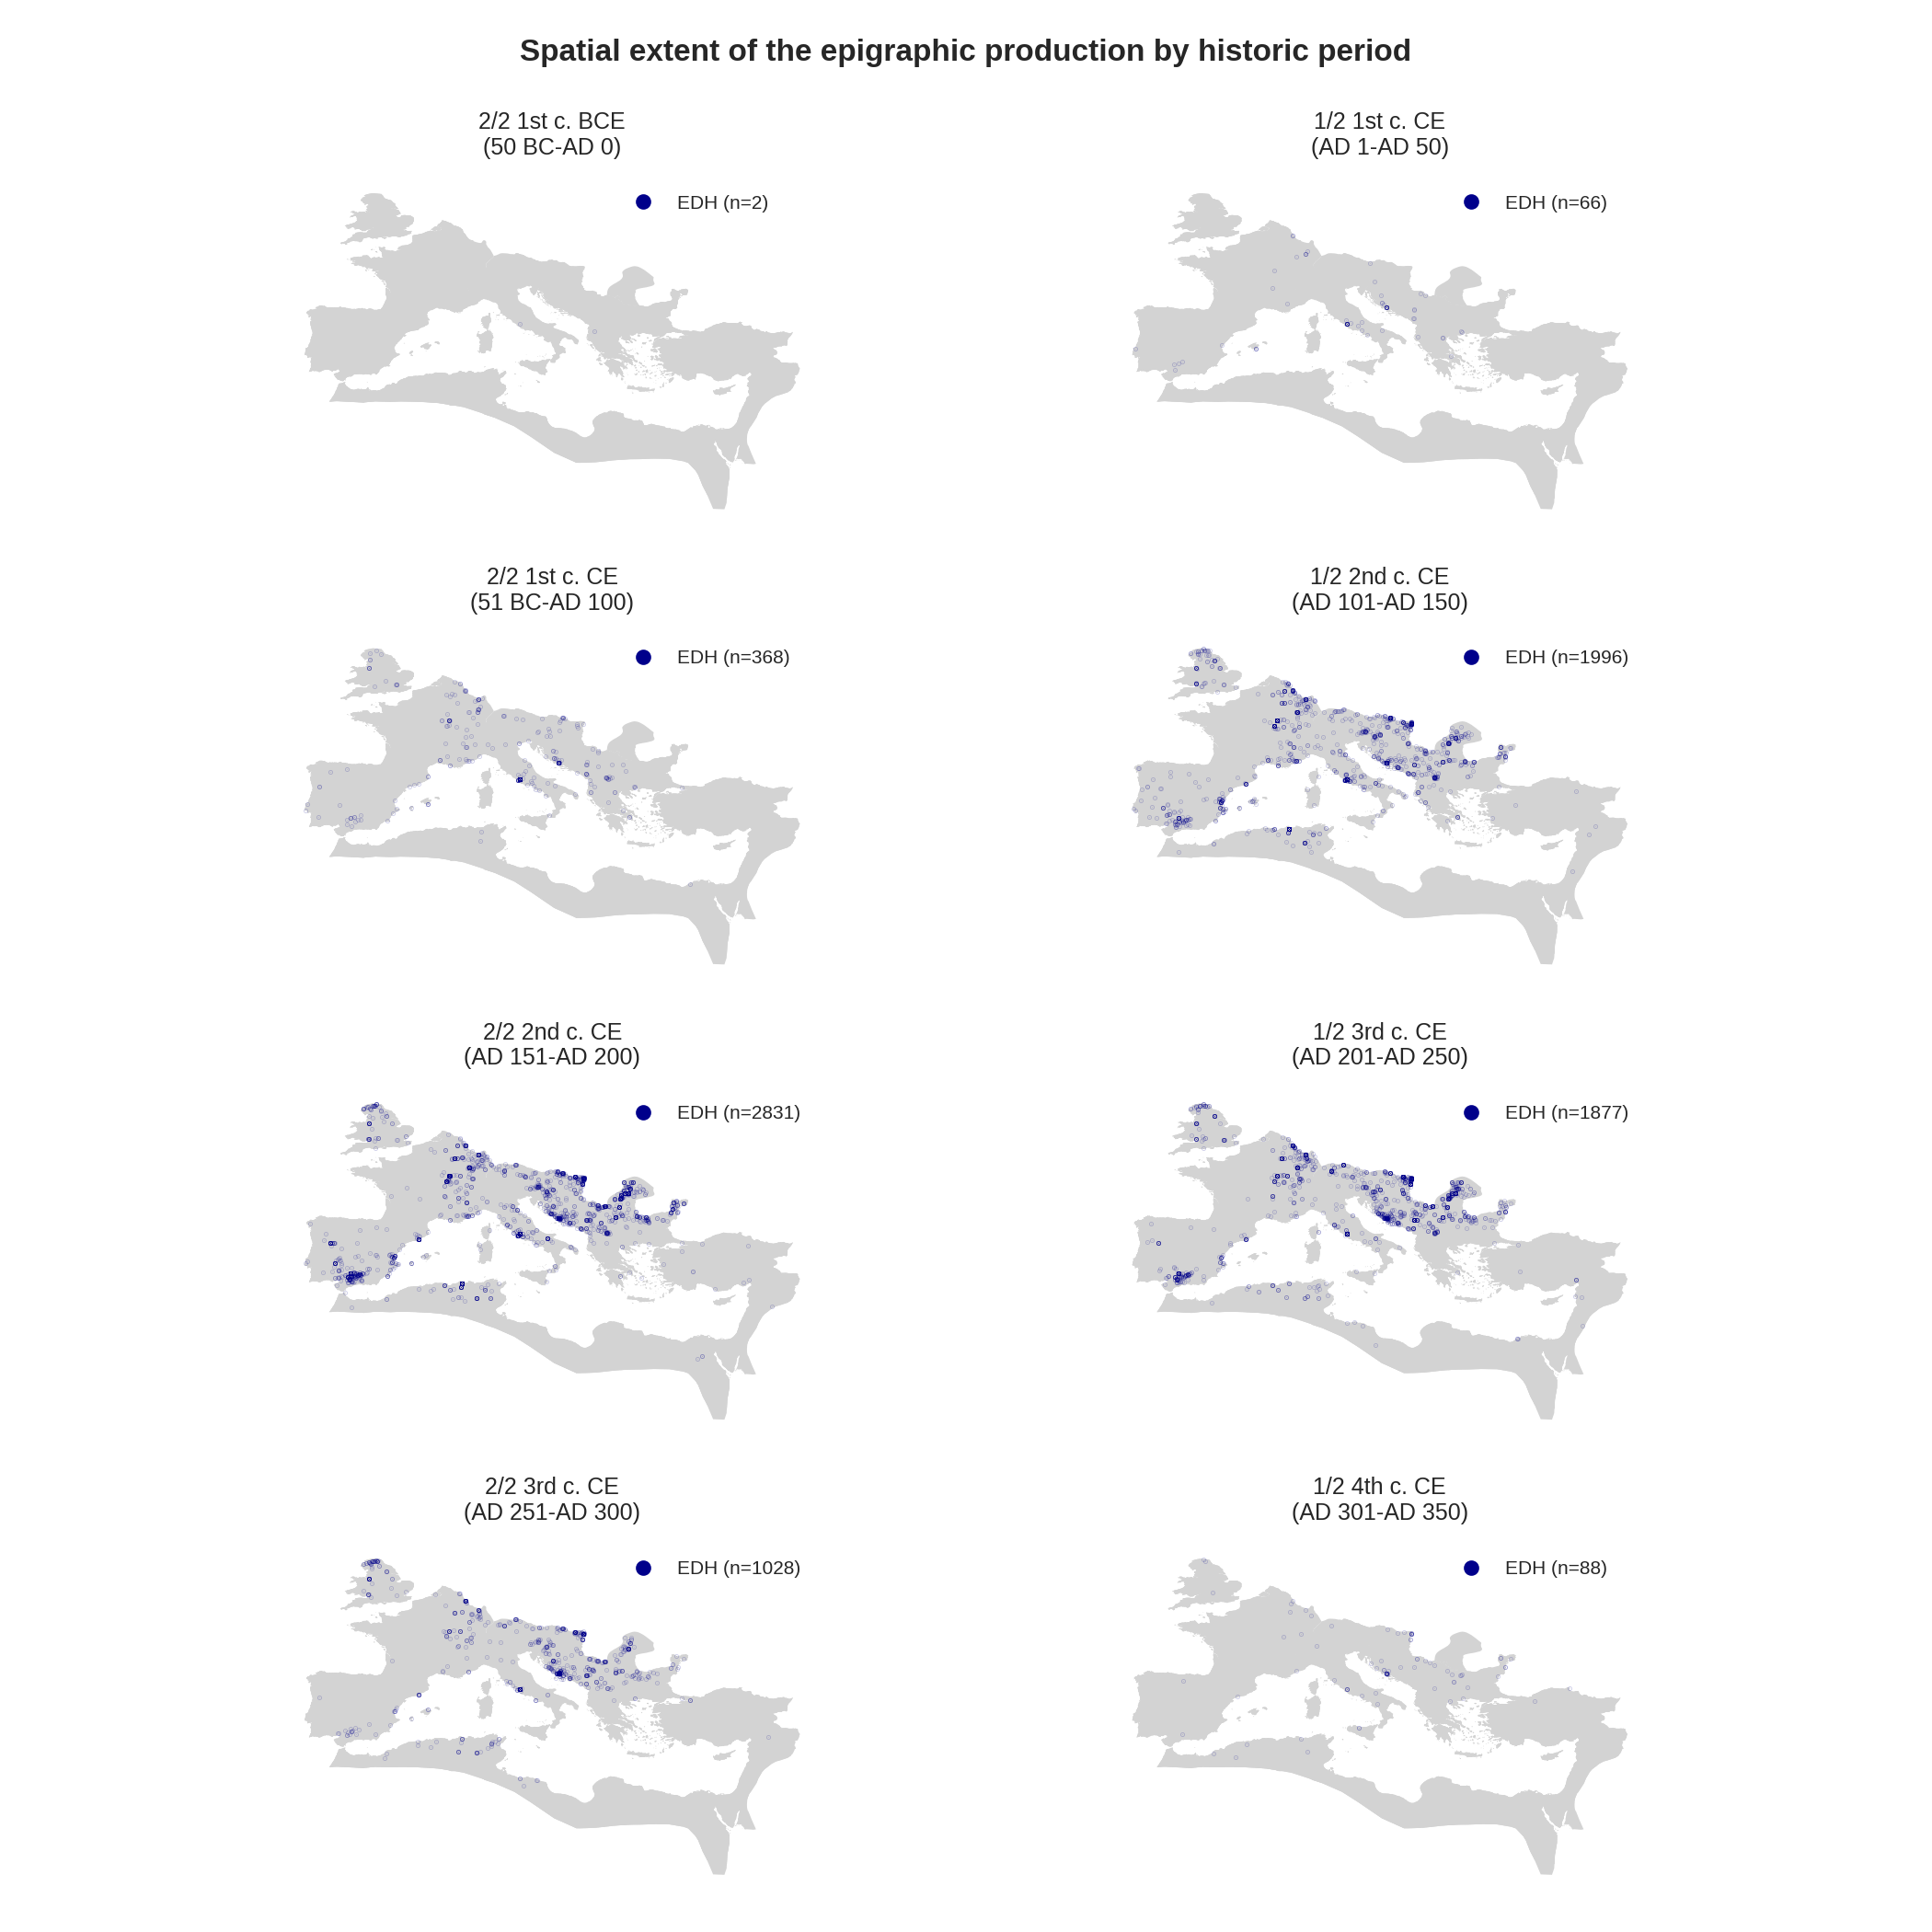 Spatial extent of the epigraphic production by historic period
2/2 1st c. BCE
(50 BC-AD 0)
EDH (n=2)
1/2 1st c. CE
(AD 1-AD 50)
EDH (n=66)
2/2 1st c. CE
(51 BC-AD 100)
EDH (n=368)
1/2 2nd c. CE
(AD 101-AD 150)
EDH (n=1996)
2/2 2nd c. CE
(AD 151-AD 200)
EDH (n=2831)
1/2 3rd c. CE
(AD 201-AD 250)
EDH (n=1877)
2/2 3rd c. CE
(AD 251-AD 300)
EDH (n=1028)
1/2 4th c. CE
(AD 301-AD 350)
EDH (n=88)